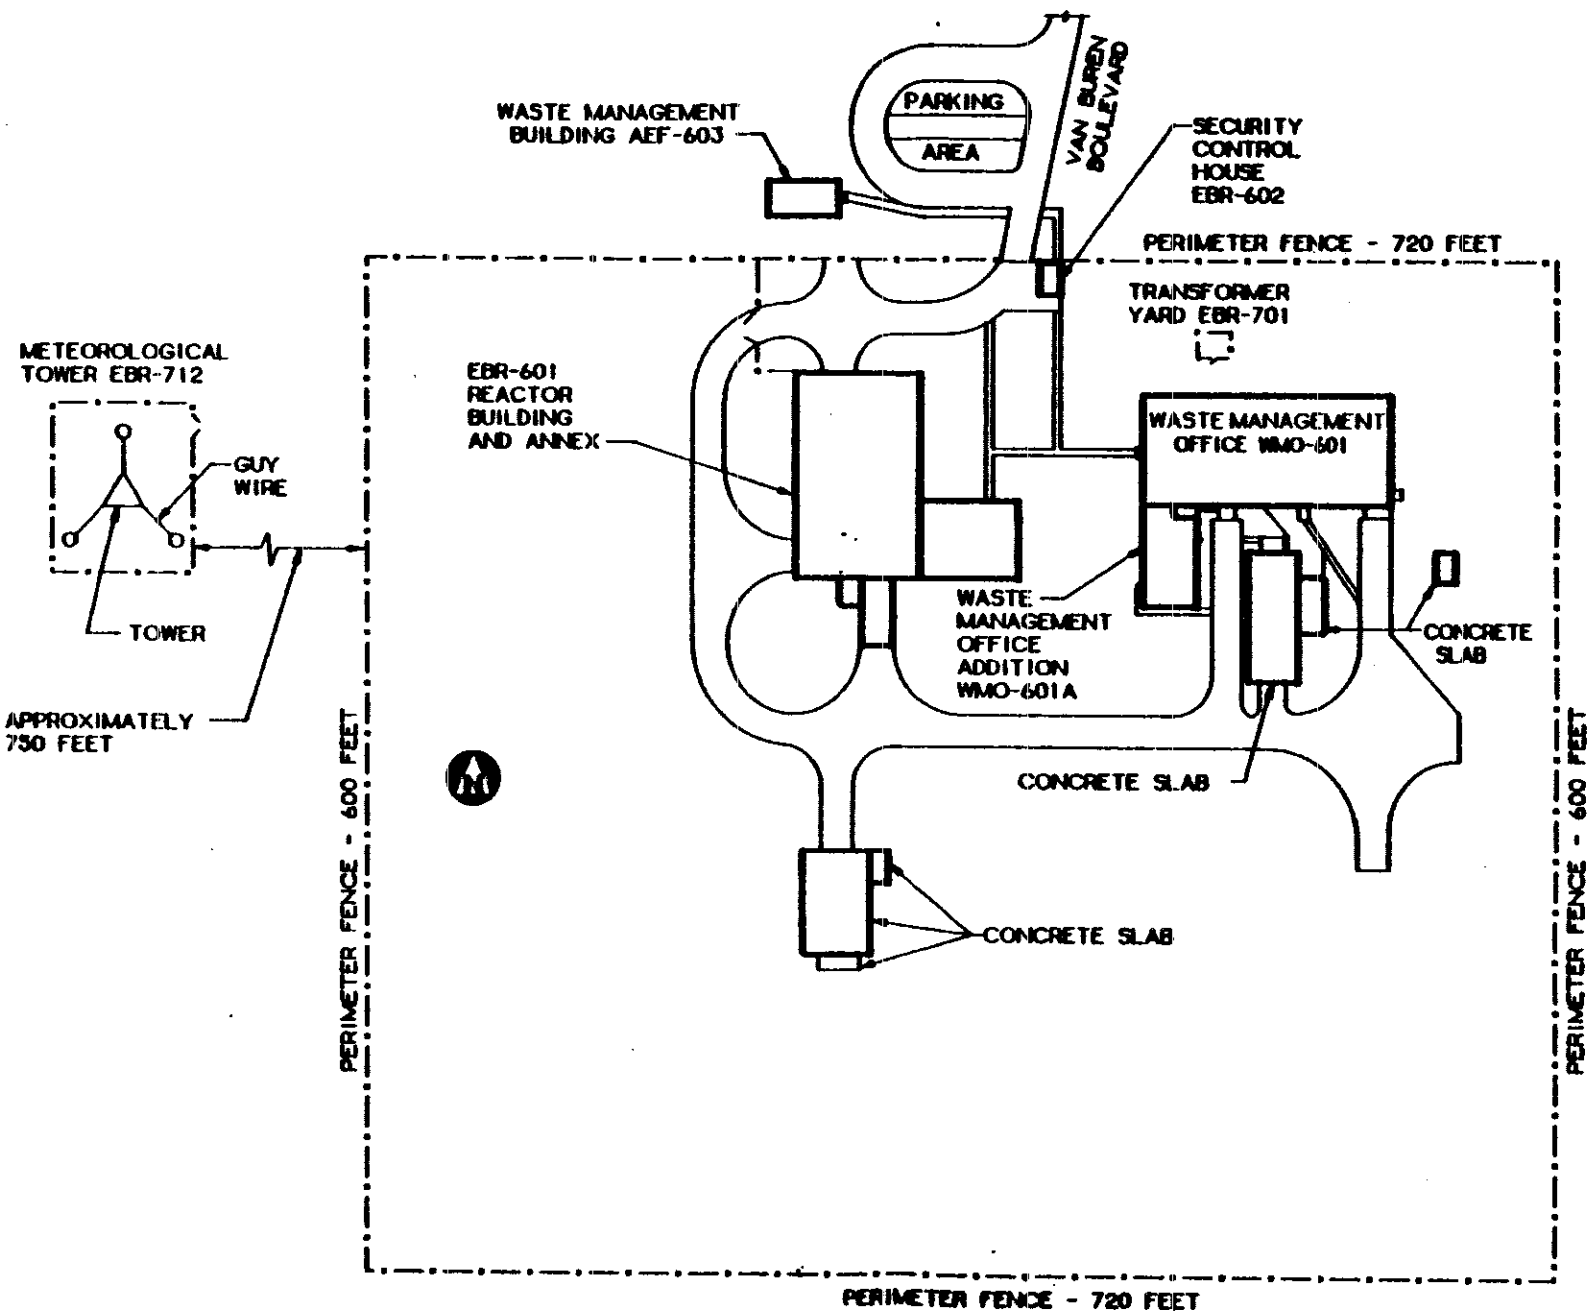 VAN BUREN
BOULEVARD
PARKING
AREA
WASTE MANAGEMENT
BUILDING AEF-603
SECURITY
CONTROL
HOUSE
EBR-602
PERIMETER FENCE - 720 FEET
TRANSFORMER
YARD EBR-701
METEOROLOGICAL
TOWER EBR-712
GUY
WIRE
TOWER
APPROXIMATELY
750 FEET
EBR-601
REACTOR
BUILDING
AND ANNEX
WASTE MANAGEMENT
OFFICE WMO-601
WASTE
MANAGEMENT
OFFICE
ADDITION
WMO-601A
CONCRETE
SLAB
CONCRETE SLAB
CONCRETE SLAB
PERIMETER FENCE - 600 FEET
PERIMETER FENCE - 600 FEET
PERIMETER FENCE - 720 FEET